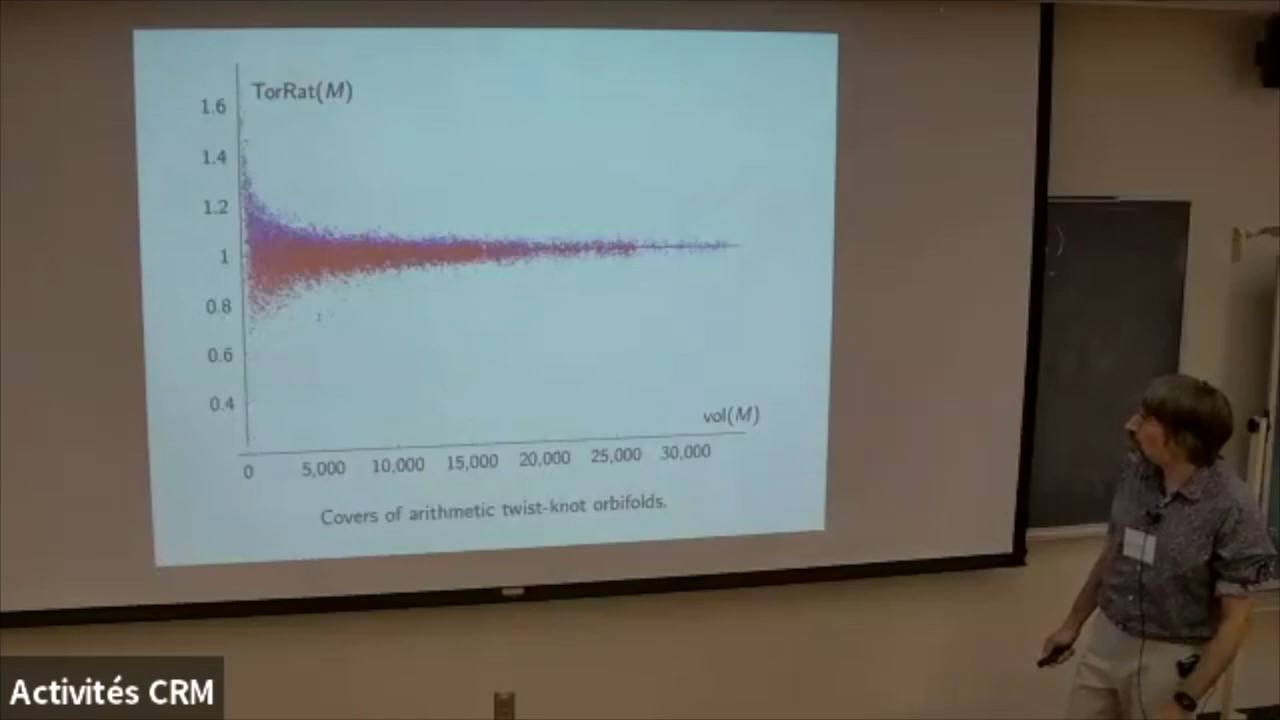 TorRat(M)
1.6
1.4
1.2
1
0.8
0.6
0.4
vol(M)
0 5,000 10,000 15,000 20,000 25,000 30,000
Covers of arithmetic twist-knot orbifolds.
Activités CRM